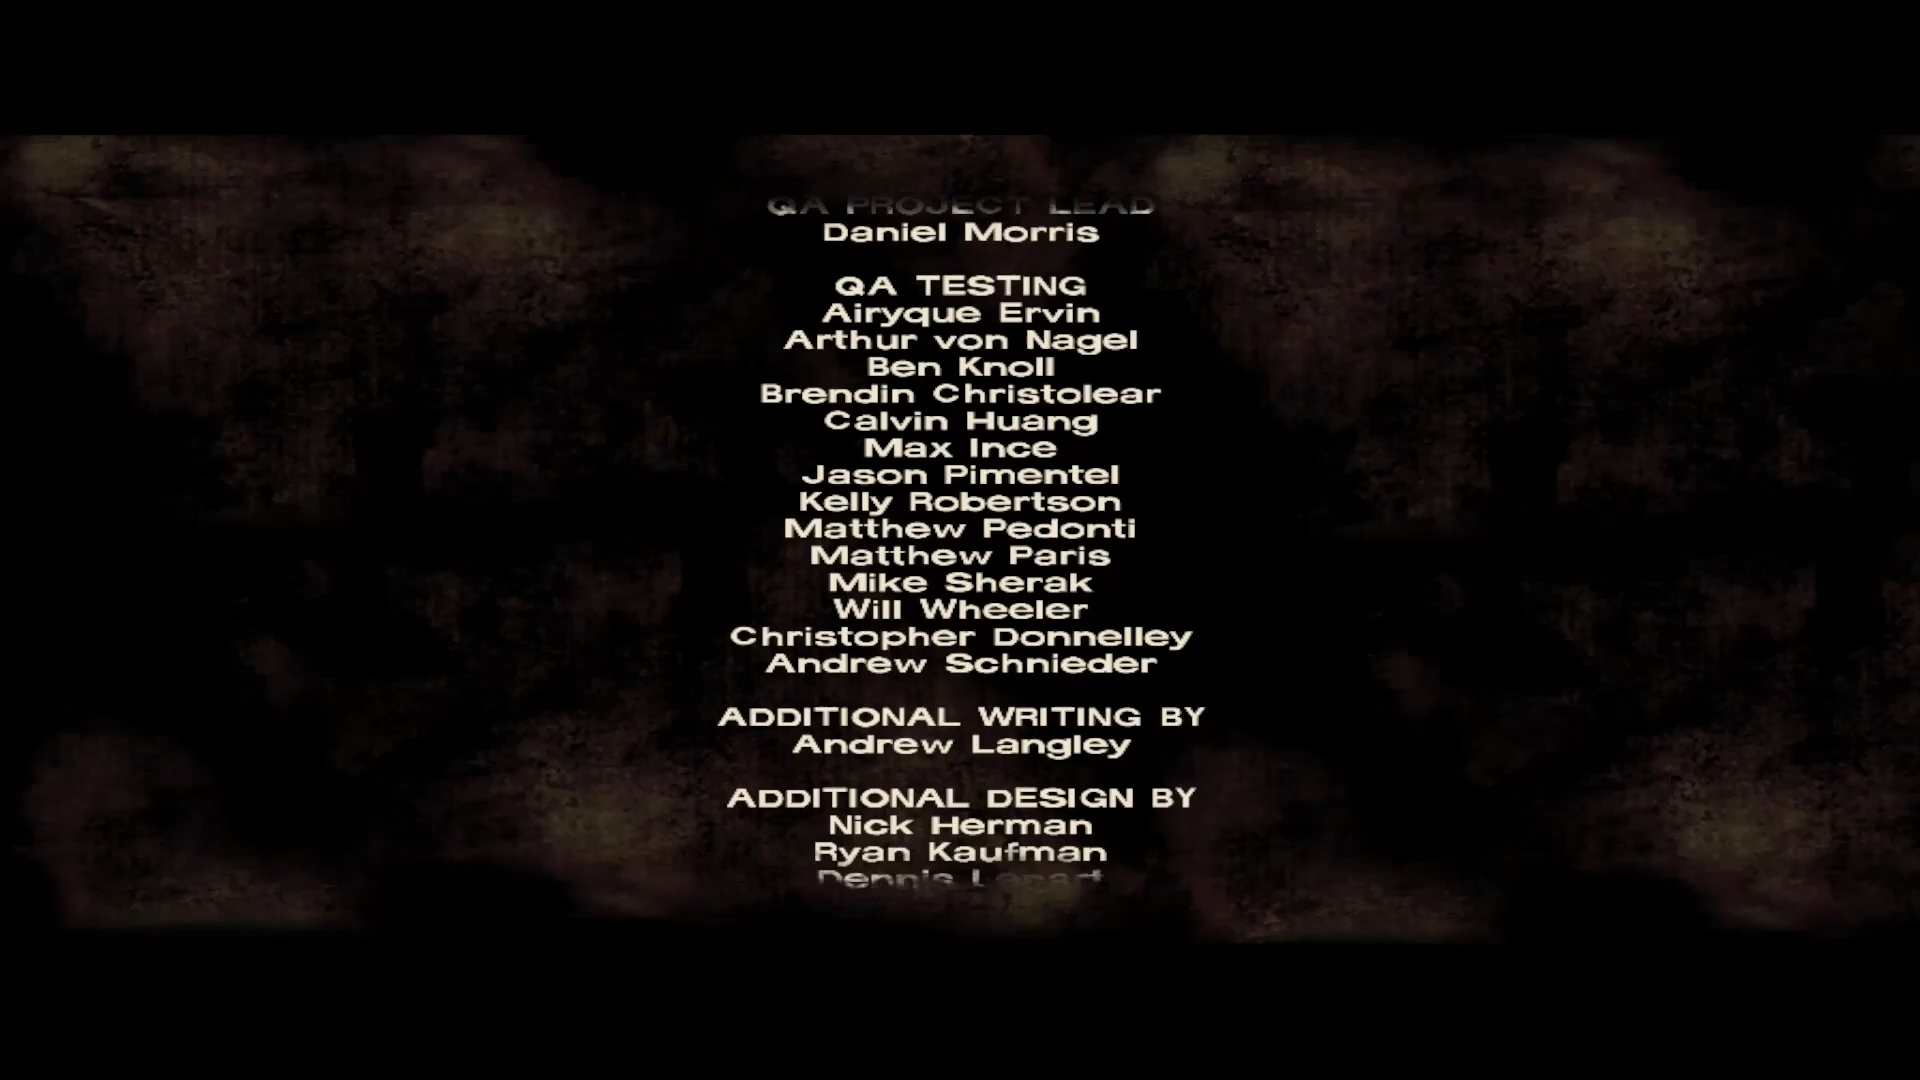 QA PROJECT LEAD
Daniel Morris
QA TESTING
Airyque Ervin
Arthur von Nagel
Ben Knoll
Brendin Christolear
Calvin Huang
Max Ince
Jason Pimentel
Kelly Robertson
Matthew Pedonti
Matthew Paris
Mike Sherak
Will Wheeler
Christopher Donnelley
Andrew Schnieder
ADDITIONAL WRITING BY
Andrew Langley
ADDITIONAL DESIGN BY
Nick Herman
Ryan Kaufman
Dennis